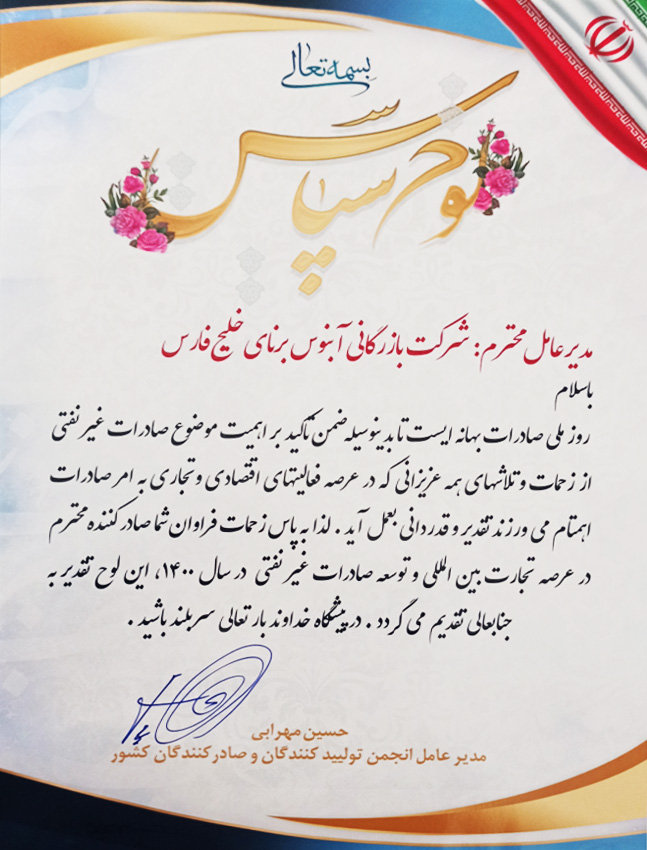 بسمه تعالی
لوح سپاس
مدیرعامل محترم : شرکت بازرگانی آبنوس برنای خلیج فارس
باسلام
روز ملی صادرات بهانه ایست تا بدینوسیله ضمن تاکید بر اهمیت موضوع صادرات غیر نفتی
از زحمات و تلاشهای همه عزیزانی که در عرصه فعالیتهای اقتصادی و تجاری به امر صادرات
اهتمام می ورزند تقدیر و قدردانی بعمل آید . لذا به پاس زحمات فراوان شما صادر کننده محترم
در عرصه تجارت بین المللی و توسعه صادرات غیر نفتی در سال ۱۴۰۰، این لوح تقدیر به
جنابعالی تقدیم می گردد . در پیشگاه خداوند بار تعالی سربلند باشید .
حسین مهرابی
مدیر عامل انجمن تولیید کنندگان و صادرکنندگان کشور